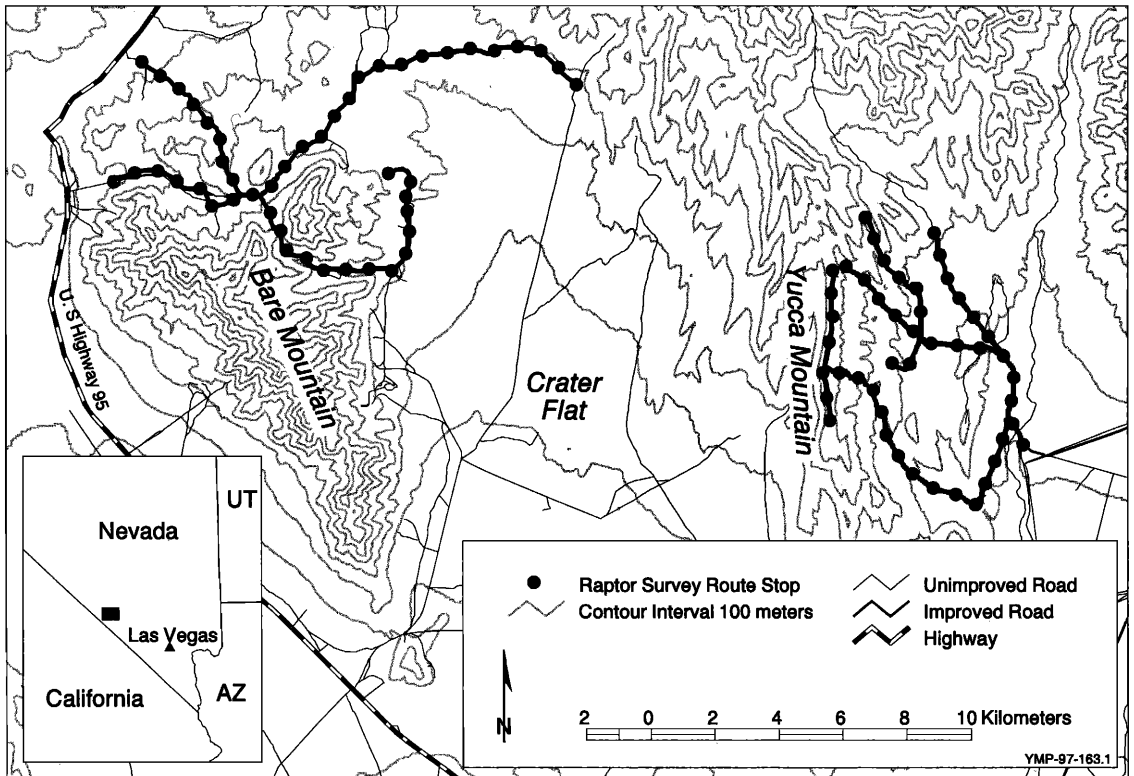 Bare Mountain
U. S Highway 95
Crater
Flat
Yucca Mountain
UT
Nevada
Las Vegas
California
AZ
Raptor Survey Route Stop
Contour Interval 100 meters
Unimproved Road
Improved Road
Highway
N
2 0 2 4 6 8 10 Kilometers
YMP-97-163.1